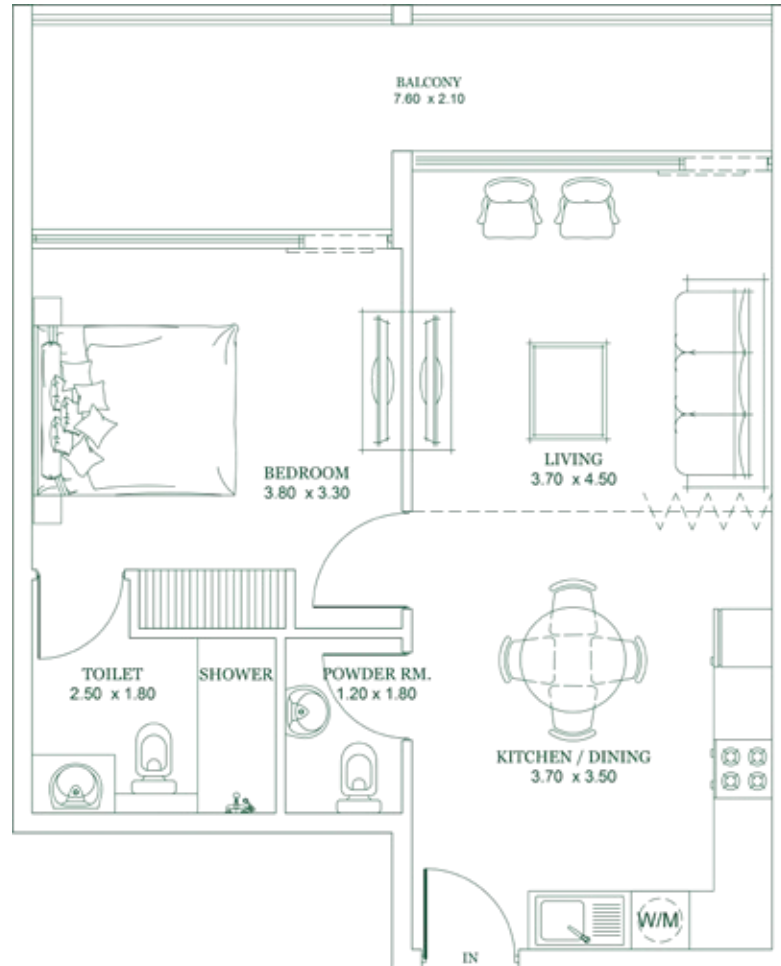 BALCONY
7.60 x 2.10
LIVING
3.70 x 4.50
BEDROOM
3.80 x 3.30
TOILET
2.50 x 1.80
SHOWER
POWDER RM.
1.20 x 1.80
KITCHEN / DINING
3.70 x 3.50
W/M
IN